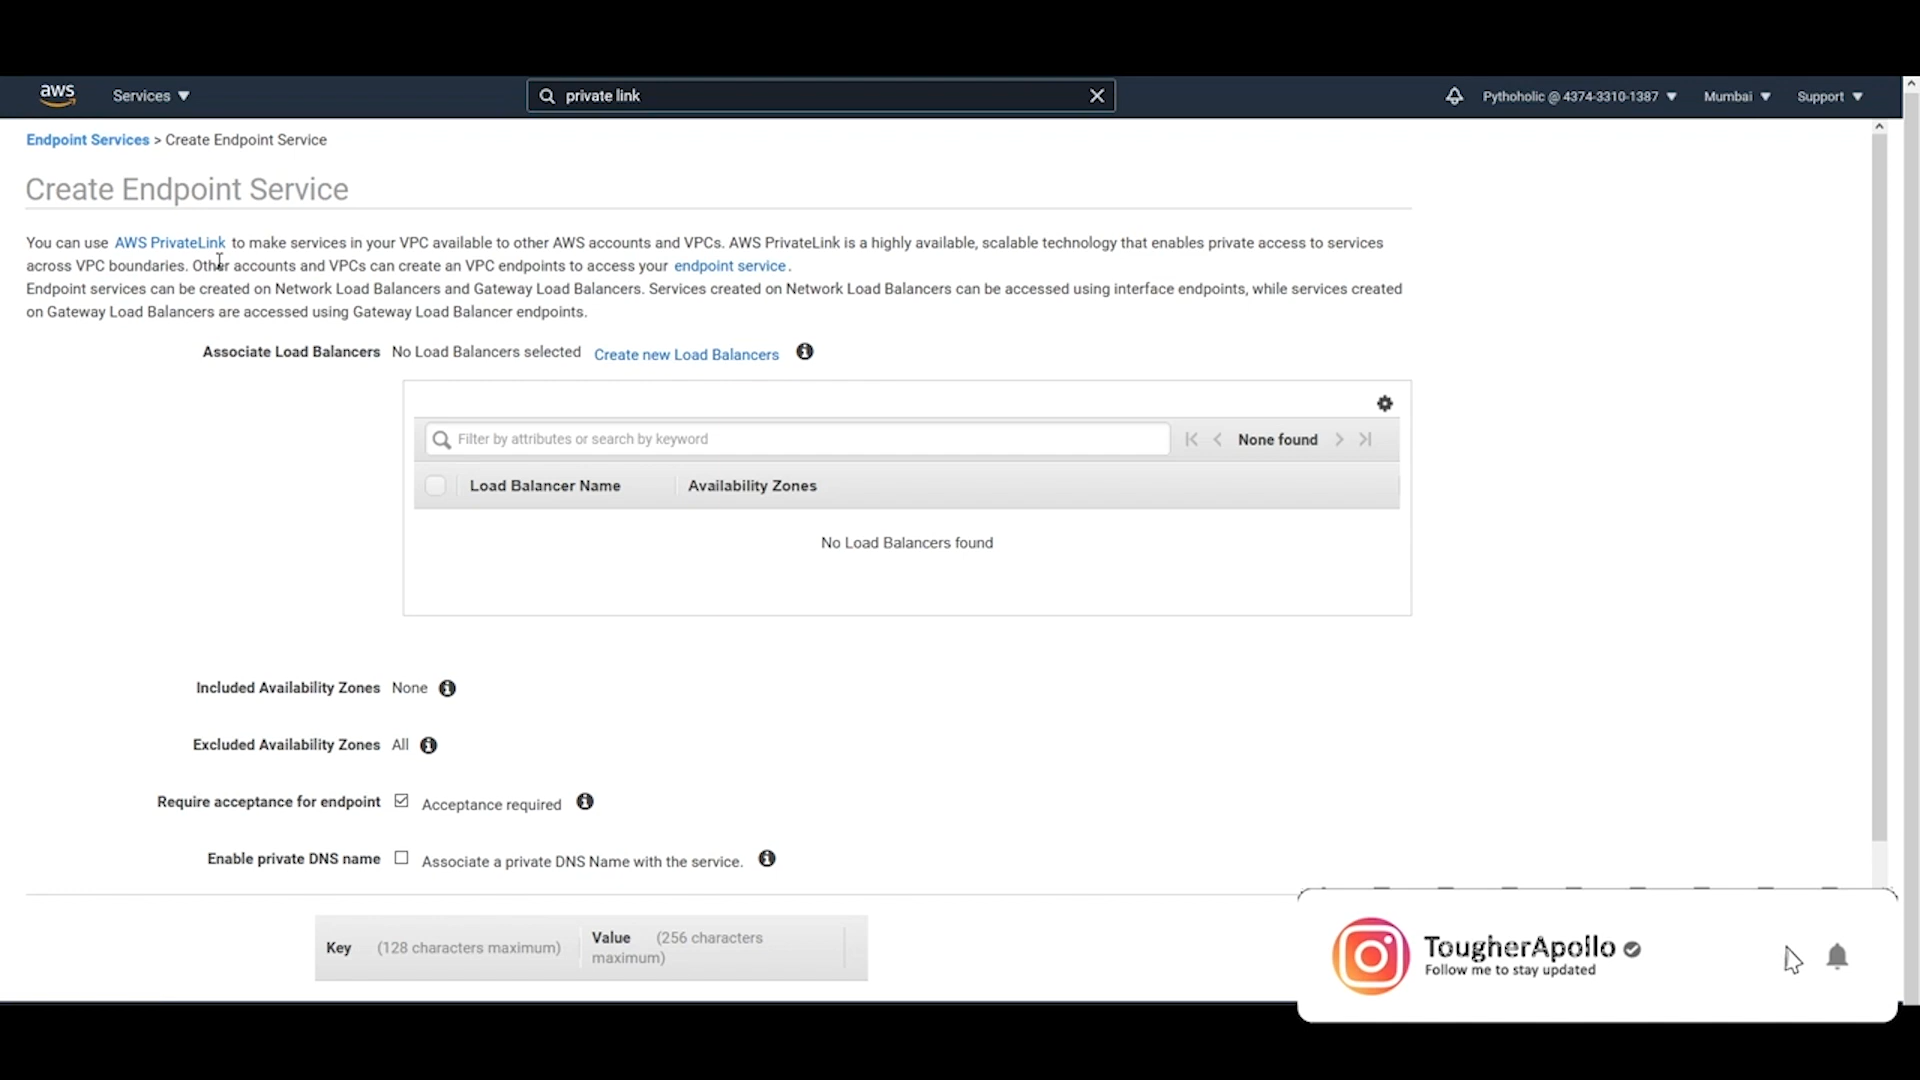 aws
Services
private link
Pythoholic @ 4374-3310-1387
Mumbai
Support
Endpoint Services > Create Endpoint Service
Create Endpoint Service
You can use AWS PrivateLink to make services in your VPC available to other AWS accounts and VPCs. AWS PrivateLink is a highly available, scalable technology that enables private access to services
across VPC boundaries. Other accounts and VPCs can create an VPC endpoints to access your endpoint service.
Endpoint services can be created on Network Load Balancers and Gateway Load Balancers. Services created on Network Load Balancers can be accessed using interface endpoints, while services created
on Gateway Load Balancers are accessed using Gateway Load Balancer endpoints.
Associate Load Balancers No Load Balancers selected Create new Load Balancers
Filter by attributes or search by keyword
None found
Load Balancer Name Availability Zones
No Load Balancers found
Included Availability Zones None
Excluded Availability Zones All
Require acceptance for endpoint Acceptance required
Enable private DNS name Associate a private DNS Name with the service.
Key (128 characters maximum)
Value (256 characters
maximum)
TougherApollo
Follow me to stay updated